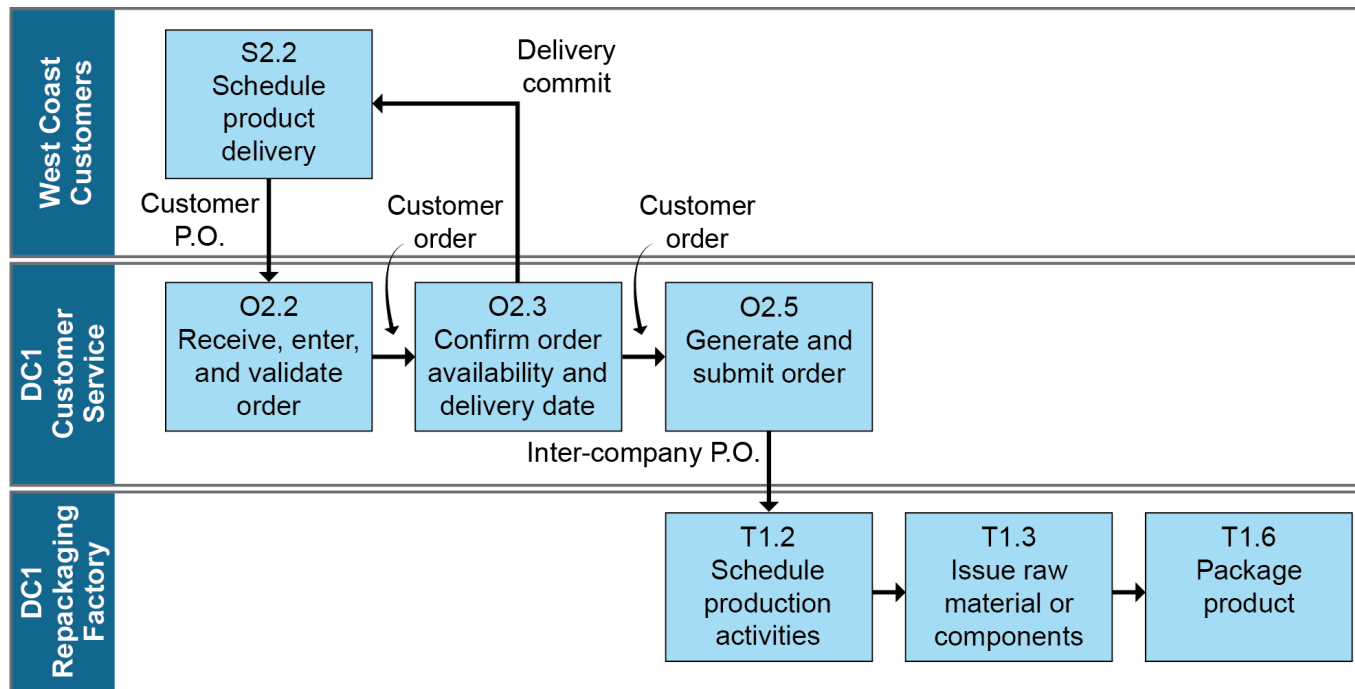 West Coast
Customers
S2.2
Schedule
product
delivery
Delivery
commit
Customer
P.O.
Customer
order
Customer
order
DC1
Customer
Service
O2.2
Receive, enter,
and validate
order
O2.3
Confirm order
availability and
delivery date
O2.5
Generate and
submit order
Inter-company P.O.
DC1
Repackaging
Factory
T1.2
Schedule
production
activities
T1.3
Issue raw
material or
components
T1.6
Package
product